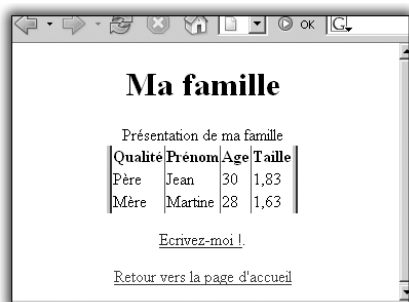 OK G
Ma famille
Présentation de ma famille
Qualité Prénom Age Taille
Père Jean 30 1,83
Mère Martine 28 1,63
Ecrivez-moi !.
Retour vers la page d'accueil